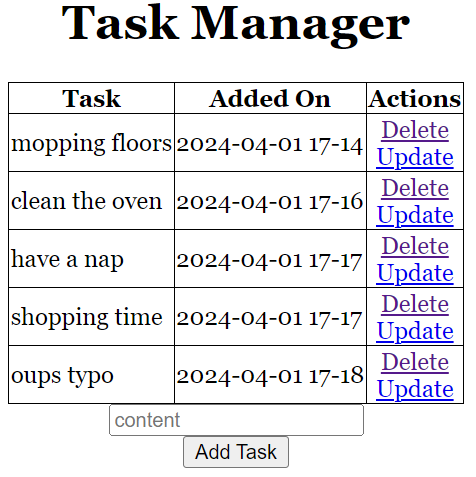 Task Manager
Task Added On Actions
mopping floors 2024-04-01 17-14 Delete
Update
clean the oven 2024-04-01 17-16 Delete
Update
have a nap 2024-04-01 17-17 Delete
Update
shopping time 2024-04-01 17-17 Delete
Update
oups typo 2024-04-01 17-18 Delete
Update
content
Add Task